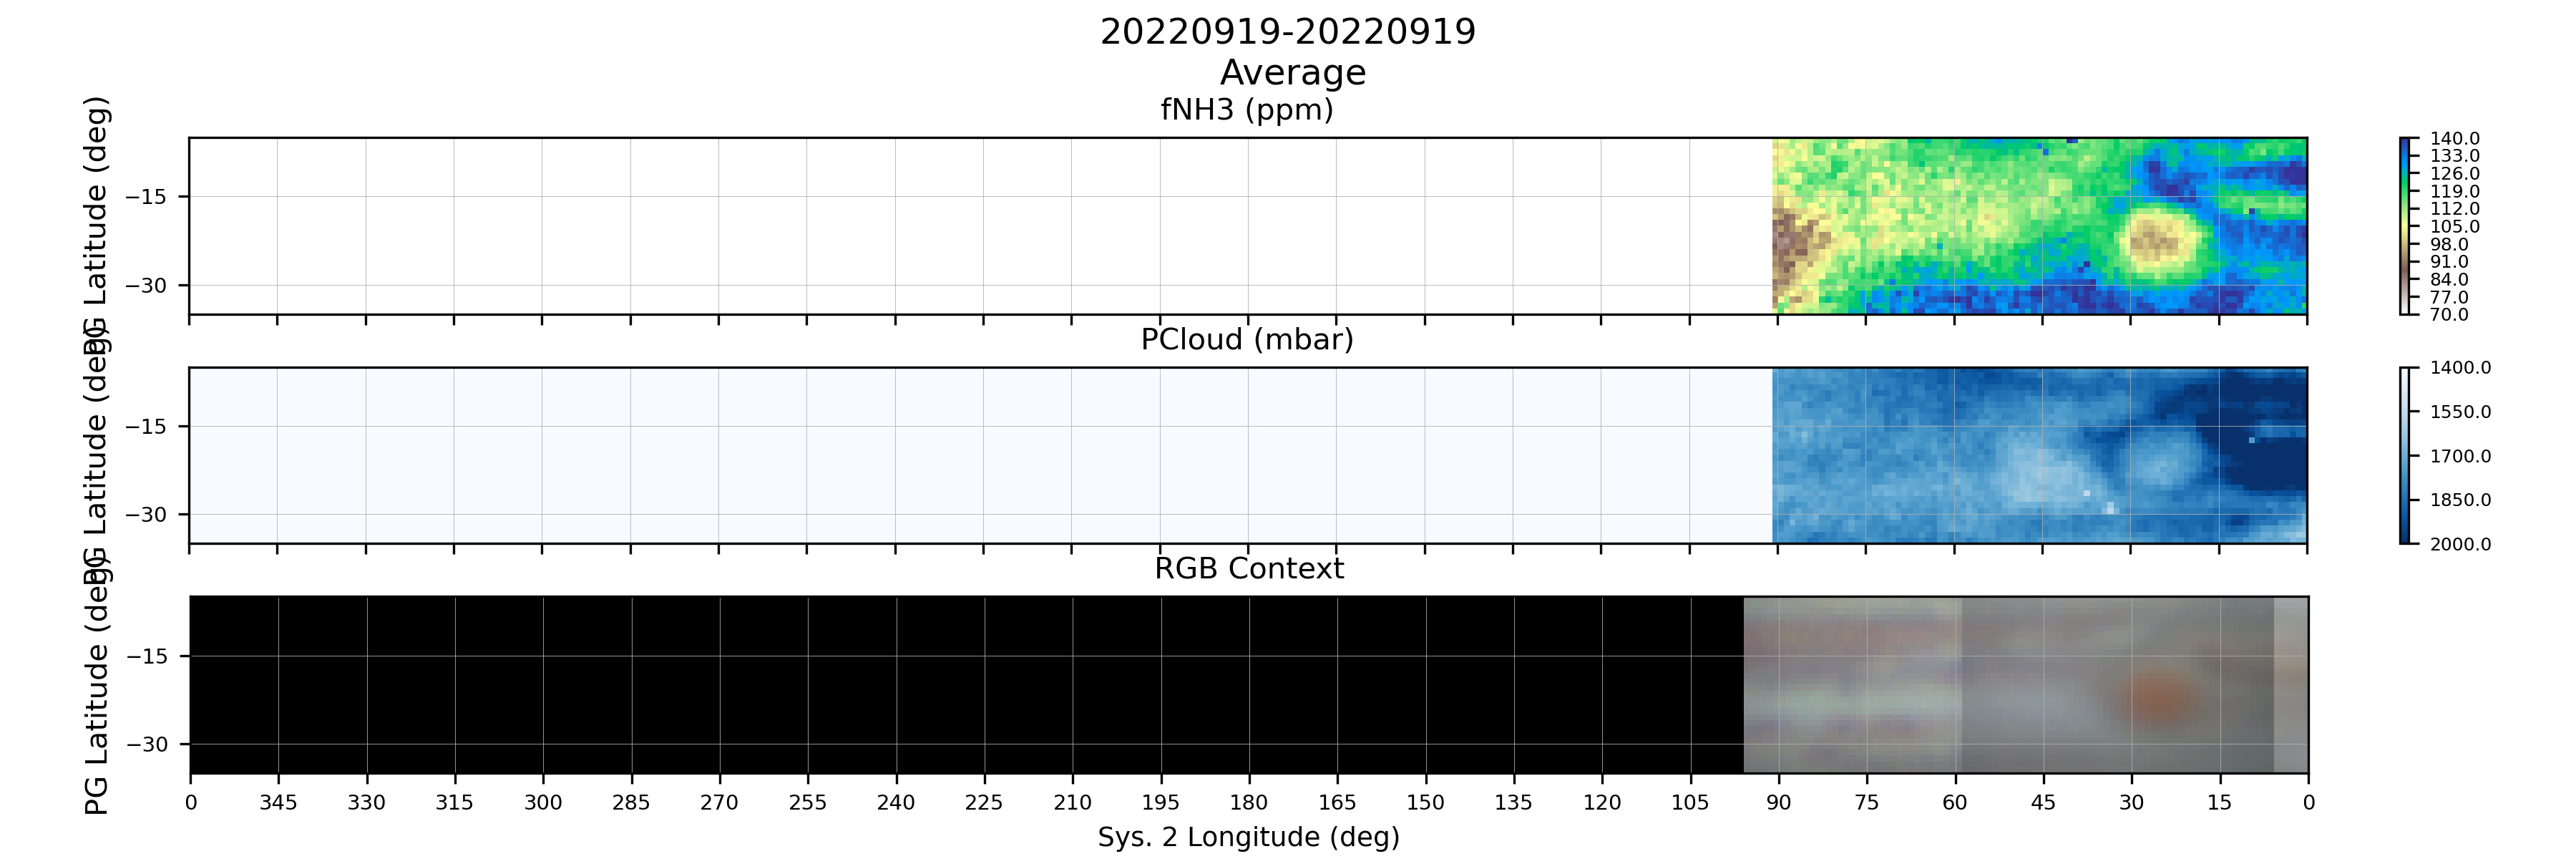 20220919-20220919
Average
fNH3 (ppm)
PG Latitude (deg)
−15
−30
140.0
133.0
126.0
119.0
112.0
105.0
98.0
91.0
84.0
77.0
70.0
PCloud (mbar)
PG Latitude (deg)
−15
−30
1400.0
1550.0
1700.0
1850.0
2000.0
RGB Context
PG Latitude (deg)
−15
−30
0 345 330 315 300 285 270 255 240 225 210 195 180 165 150 135 120 105 90 75 60 45 30 15 0
Sys. 2 Longitude (deg)